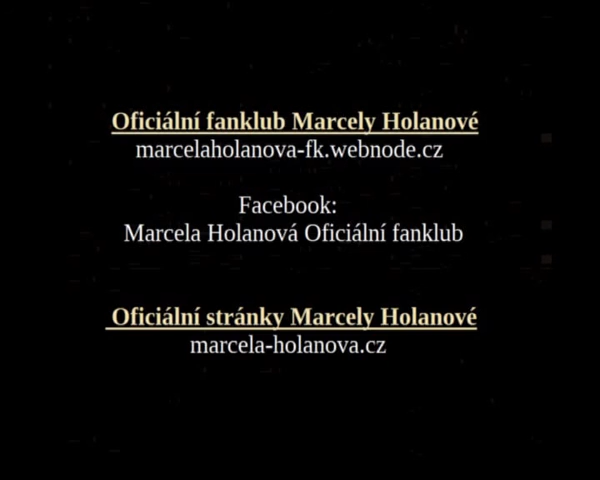 Oficiální fanklub Marcely Holanové
marcelaholanova-fk.webnode.cz
Facebook:
Marcela Holanová Oficiální fanklub
Oficiální stránky Marcely Holanové
marcela-holanova.cz